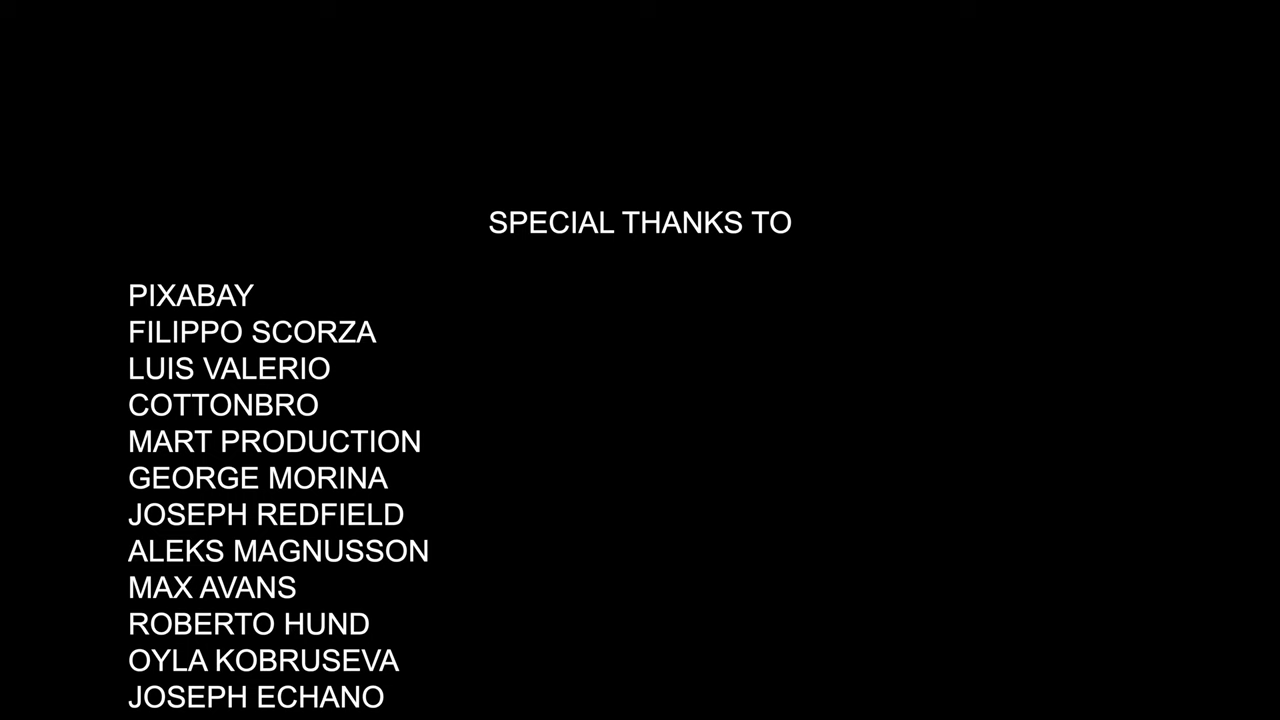 SPECIAL THANKS TO
PIXABAY
FILIPPO SCORZA
LUIS VALERIO
COTTONBRO
MART PRODUCTION
GEORGE MORINA
JOSEPH REDFIELD
ALEKS MAGNUSSON
MAX AVANS
ROBERTO HUND
OYLA KOBRUSEVA
JOSEPH ECHANO